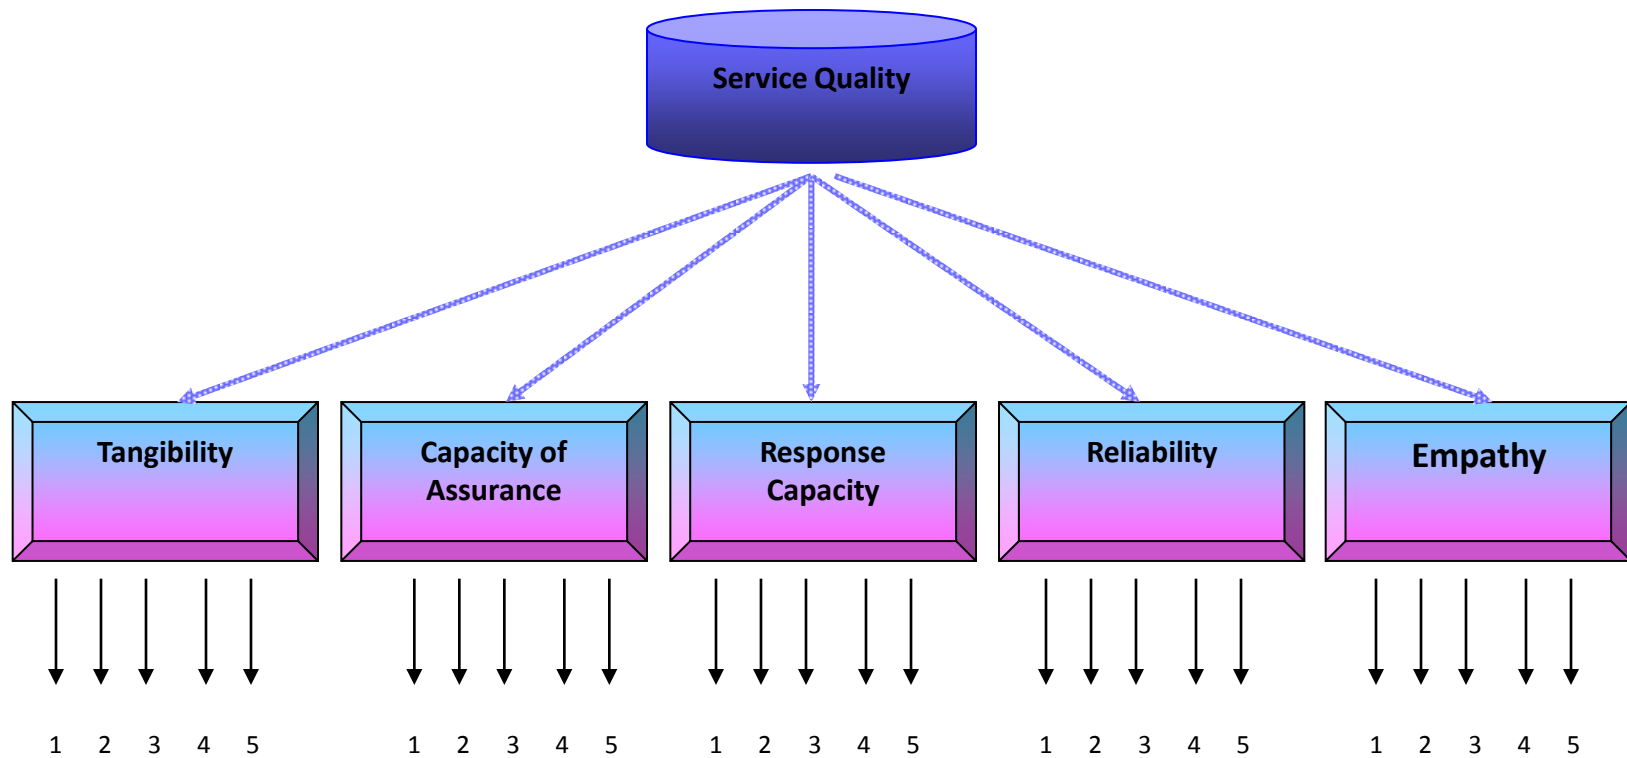 Service Quality
Tangibility
Capacity of
Assurance
Response
Capacity
Reliability
Empathy
1 2 3 4 5 1 2 3 4 5 1 2 3 4 5 1 2 3 4 5 1 2 3 4 5